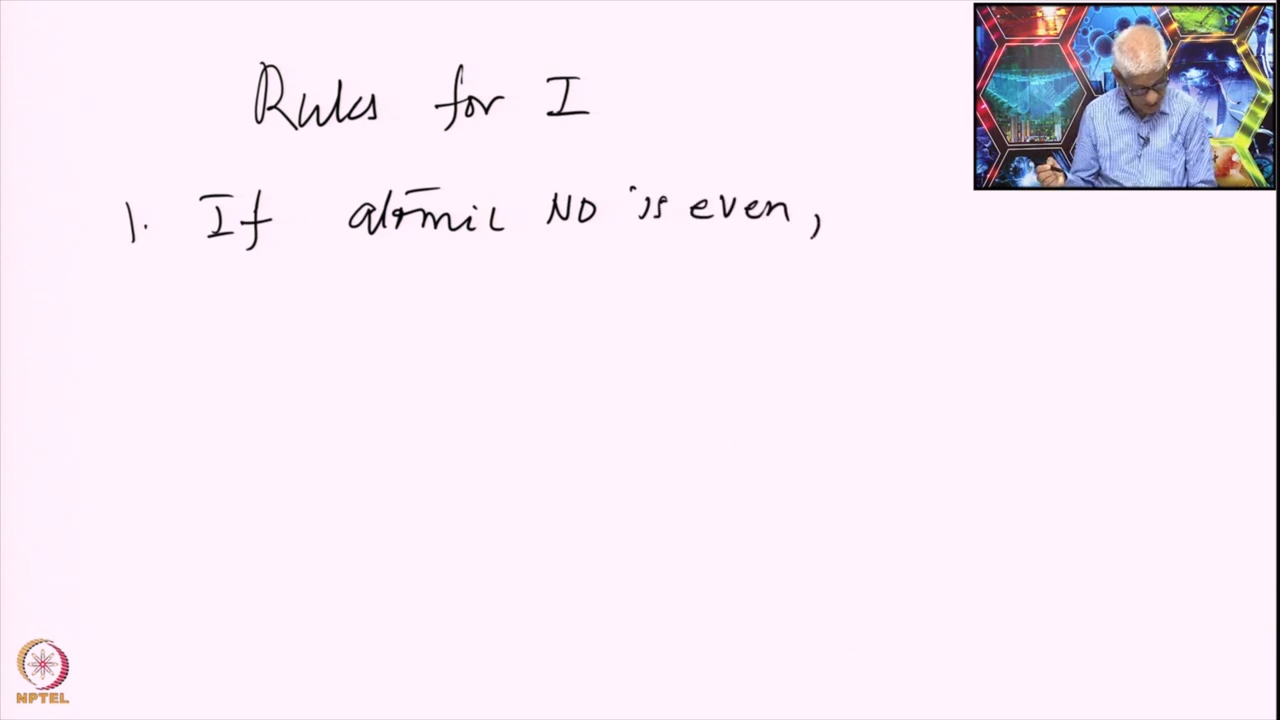 Rules for I
1. If atomic No is even,
NPTEL